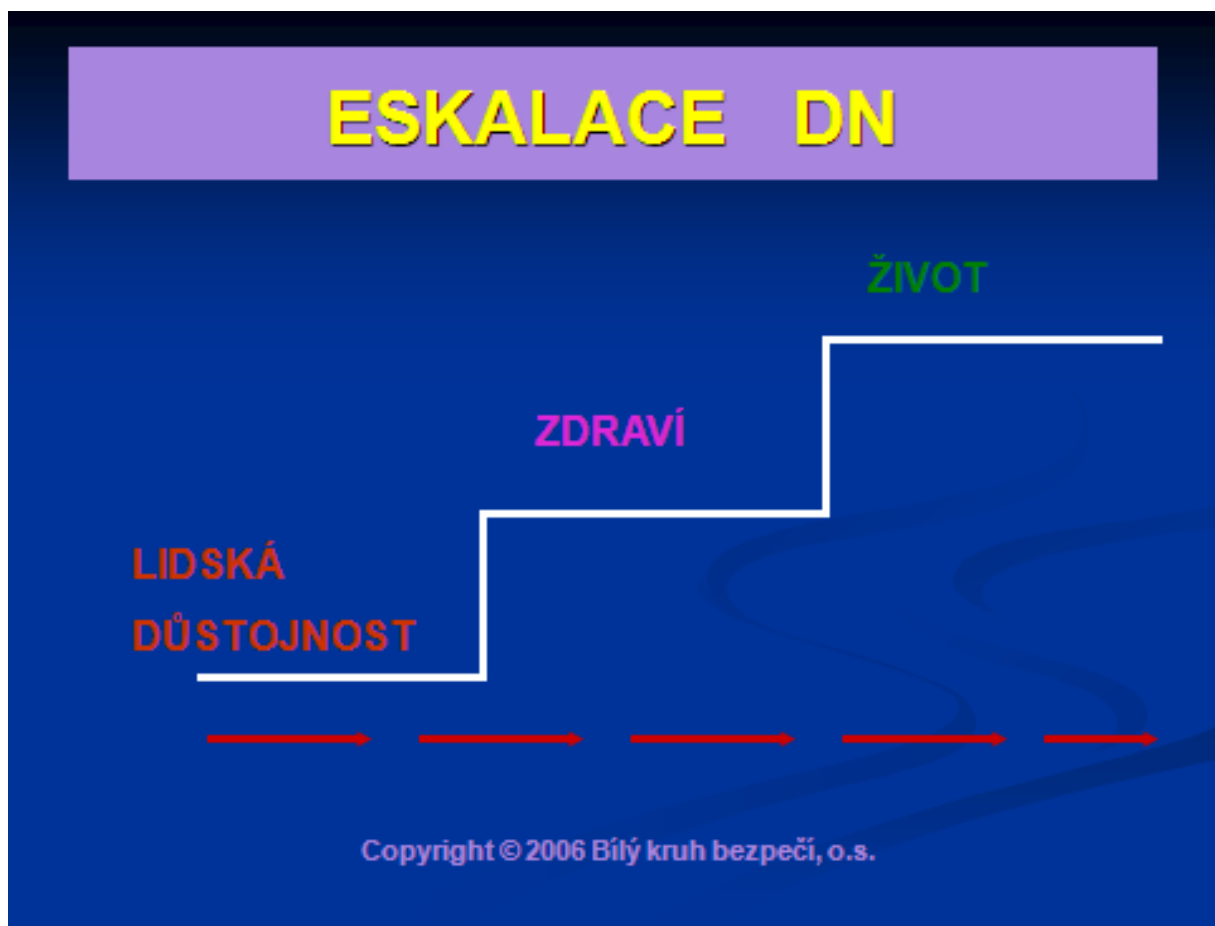 ESKALACE DN
ŽIVOT
ZDRAVÍ
LIDSKÁ
DŮSTOJNOST
Copyright © 2006 Bílý kruh bezpečí, o.s.